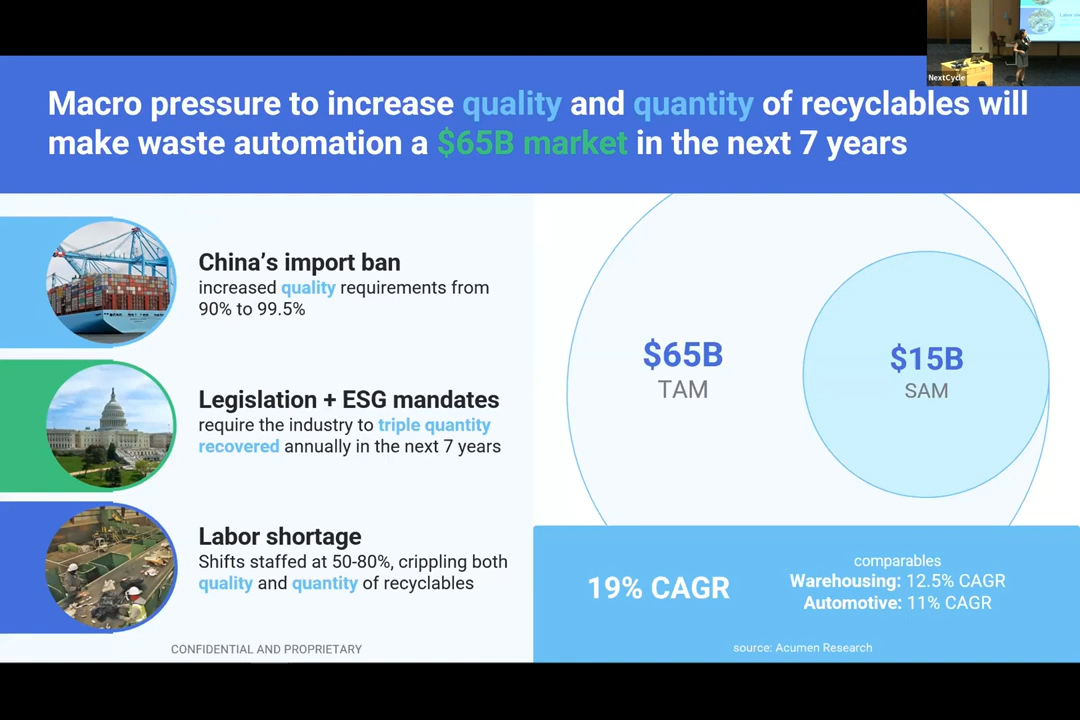 NextCycle
Macro pressure to increase quality and quantity of recyclables will
make waste automation a $65B market in the next 7 years
China’s import ban
increased quality requirements from
90% to 99.5%
Legislation + ESG mandates
require the industry to triple quantity
recovered annually in the next 7 years
Labor shortage
Shifts staffed at 50-80%, crippling both
quality and quantity of recyclables
CONFIDENTIAL AND PROPRIETARY
$65B
TAM
$15B
SAM
19% CAGR
comparables
Warehousing: 12.5% CAGR
Automotive: 11% CAGR
source: Acumen Research